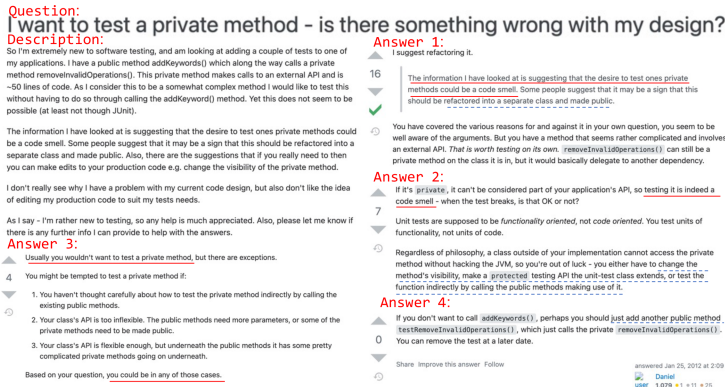 Question:
I want to test a private method - is there something wrong with my design?
Description:
So I'm extremely new to software testing, and am looking at adding a couple of tests to one of
my applications. I have a public method addKeywords() which along the way calls a private
method removeInvalidOperations(). This private method makes calls to an external API and is
~50 lines of code. As I consider this to be a somewhat complex method I would like to test this
without having to do so through calling the addKeyword() method. Yet this does not seem to be
possible (at least not though JUnit).
The information I have looked at is suggesting that the desire to test ones private methods could
be a code smell. Some people suggest that it may be a sign that this should be refactored into a
separate class and made public. Also, there are the suggestions that if you really need to then
you can make edits to your production code e.g. change the visibility of the private method.
I don't really see why I have a problem with my current code design, but also don't like the idea
of editing my production code to suit my tests needs.
As I say - I'm rather new to testing, so any help is much appreciated. Also, please let me know if
there is any further info I can provide to help with the answers.
Answer 3:
Usually you wouldn't want to test a private method, but there are exceptions.
4
You might be tempted to test a private method if:
1. You haven't thought carefully about how to test the private method indirectly by calling the
existing public methods.
2. Your class's API is too inflexible. The public methods need more parameters, or some of the
private methods need to be made public.
3. Your class's API is flexible enough, but underneath the public methods it has some pretty
complicated private methods going on underneath.
Based on your question, you could be in any of those cases.
Answer 1:
I suggest refactoring it.
16
The information I have looked at is suggesting that the desire to test ones private
methods could be a code smell. Some people suggest that it may be a sign that this
should be refactored into a separate class and made public.
You have covered the various reasons for and against it in your own question, you seem to be
well aware of the arguments. But you have a method that seems rather complicated and involves
an external API. That is worth testing on its own. removeInvalidOperations() can still be a
private method on the class it is in, but it would basically delegate to another dependency.
Answer 2:
If it's private, it can't be considered part of your application's API, so testing it is indeed a
code smell - when the test breaks, is that OK or not?
7
Unit tests are supposed to be functionality oriented, not code oriented. You test units of
functionality, not units of code.
Regardless of philosophy, a class outside of your implementation cannot access the private
method without hacking the JVM, so you're out of luck - you either have to change the
method's visibility, make a protected testing API the unit-test class extends, or test the
function indirectly by calling the public methods making use of it.
Answer 4:
If you don't want to call addKeywords(), perhaps you should just add another public method
testRemoveInvalidOperations(), which just calls the private removeInvalidOperations().
0
You can remove the test at a later date.
Share Improve this answer Follow
answered Jan 25, 2012 at 2:09
Daniel
user 1,079 1 11 25